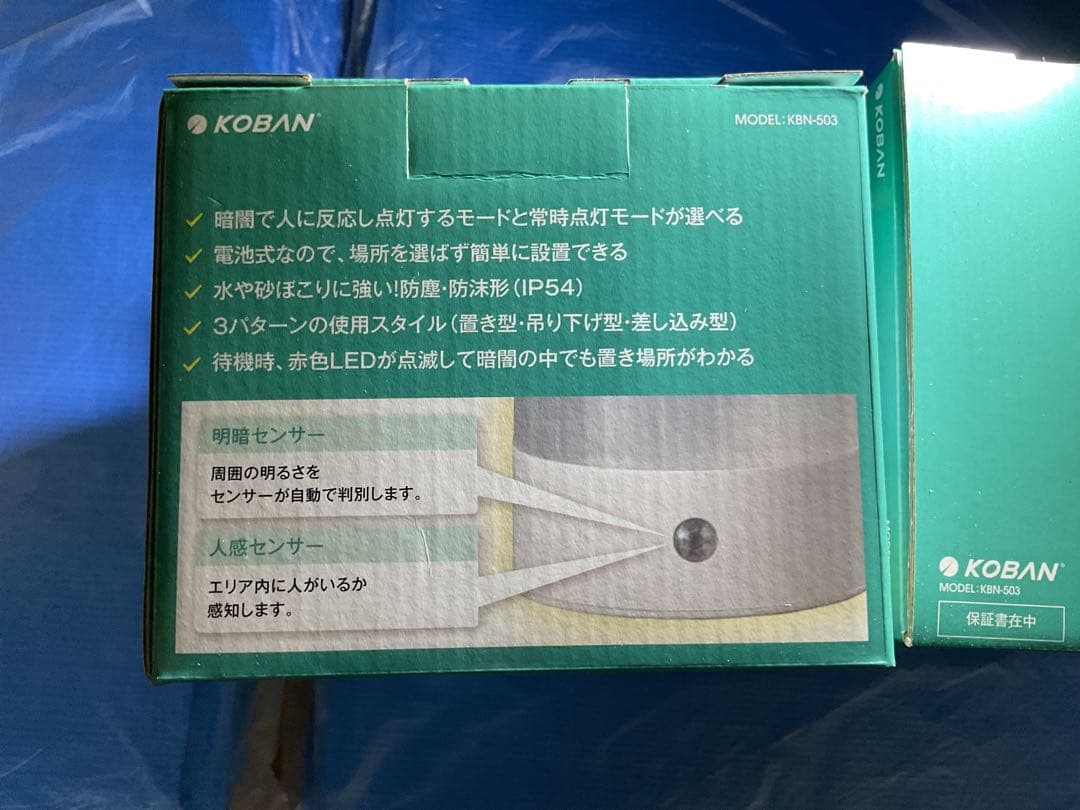 KOBAN
MODEL:KBN-503
暗闇で人に反応し点灯するモードと常時点灯モードが選べる
電池式なので、場所を選ばず簡単に設置できる
水や砂ぼこりに強い!防塵・防沫形(IP54)
3パターンの使用スタイル(置き型・吊り下げ型・差し込み型)
待機時、赤色LEDが点滅して暗闇の中でも置き場所がわかる
明暗センサー
周囲の明るさを
センサーが自動で判別します。
人感センサー
エリア内に人がいるか
感知します。
KOBAN
KOBAN
MODEL:KBN-503
保証書在中